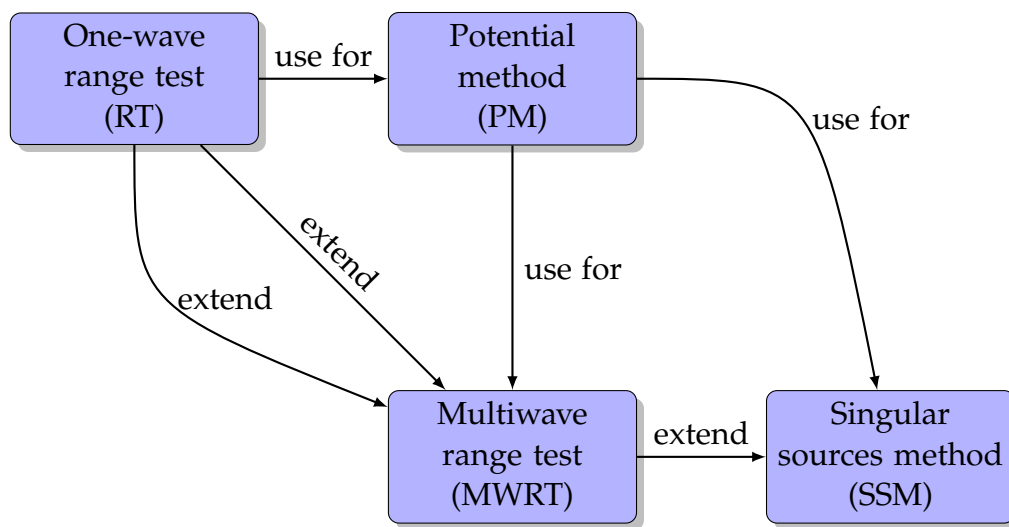 One-wave
range test
(RT)
use for
Potential
method
(PM)
use for
extend
use for
extend
Multiwave
range test
(MWRT)
extend
Singular
sources method
(SSM)